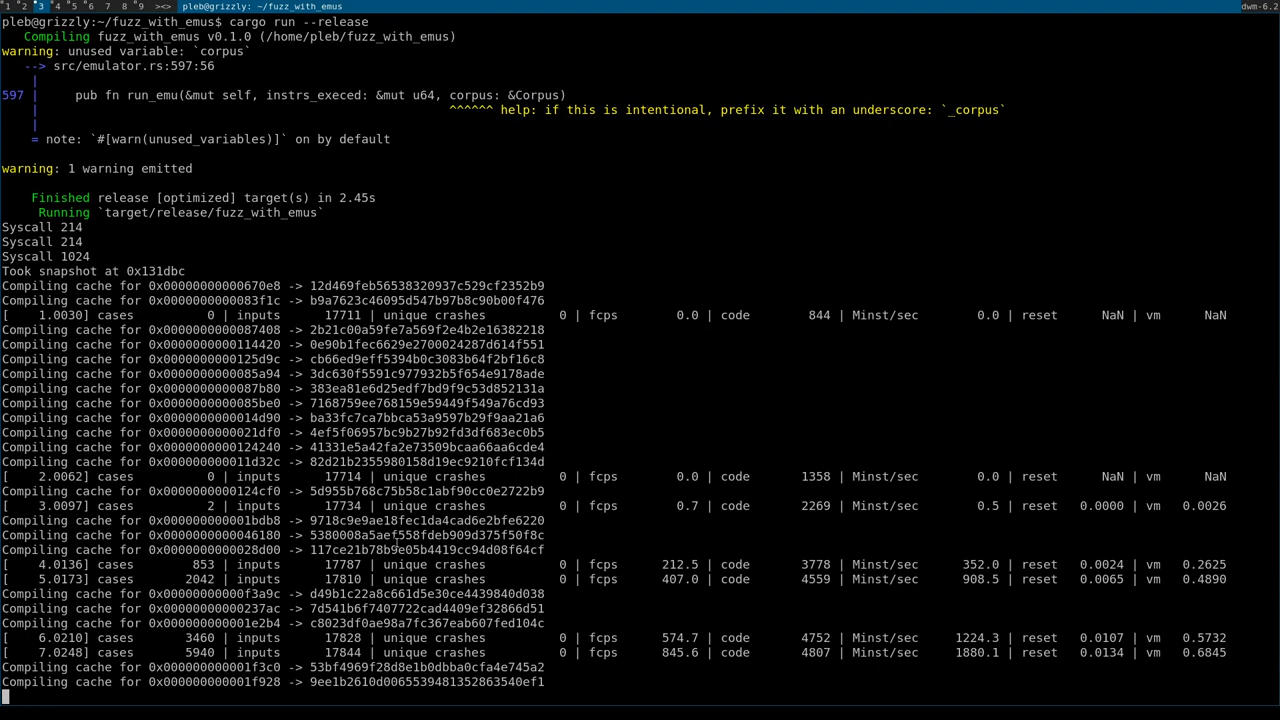 1 2 3 4 5 6 7 8 9 ><> pleb@grizzly: ~/fuzz_with_emus dwm-6.2
pleb@grizzly:~/fuzz_with_emus$ cargo run --release
   Compiling fuzz_with_emus v0.1.0 (/home/pleb/fuzz_with_emus)
warning: unused variable: `corpus`
   --> src/emulator.rs:597:56
    |
597 |     pub fn run_emu(&mut self, instrs_execed: &mut u64, corpus: &Corpus)
    |                                                        ^^^^^^ help: if this is intentional, prefix it with an underscore: `_corpus`
    |
    = note: `#[warn(unused_variables)]` on by default
warning: 1 warning emitted
    Finished release [optimized] target(s) in 2.45s
     Running `target/release/fuzz_with_emus`
Syscall 214
Syscall 214
Syscall 1024
Took snapshot at 0x131dbc
Compiling cache for 0x00000000000670e8 -> 12d469feb56538320937c529cf2352b9
Compiling cache for 0x0000000000083f1c -> b9a7623c46095d547b97b8c90b00f476
[    1.0030] cases          0 | inputs      17711 | unique crashes          0 | fcps        0.0 | code        844 | Minst/sec        0.0 | reset      NaN | vm      NaN
Compiling cache for 0x0000000000087408 -> 2b21c00a59fe7a569f2e4b2e16382218
Compiling cache for 0x0000000000114420 -> 0e90b1fec6629e2700024287d614f551
Compiling cache for 0x0000000000125d9c -> cb66ed9eff5394b0c3083b64f2bf16c8
Compiling cache for 0x0000000000085a94 -> 3dc630f5591c977932b5f654e9178ade
Compiling cache for 0x0000000000087b80 -> 383ea81e6d25edf7bd9f9c53d852131a
Compiling cache for 0x0000000000085be0 -> 7168759ee768159e59449f549a76cd93
Compiling cache for 0x0000000000014d90 -> ba33fc7ca7bbca53a9597b29f9aa21a6
Compiling cache for 0x0000000000021df0 -> 4ef5f06957bc9b27b92fd3df683ec0b5
Compiling cache for 0x0000000000124240 -> 41331e5a42fa2e73509bcaa66aa6cde4
Compiling cache for 0x000000000011d32c -> 82d21b2355980158d19ec9210fcf134d
[    2.0062] cases          0 | inputs      17714 | unique crashes          0 | fcps        0.0 | code       1358 | Minst/sec        0.0 | reset      NaN | vm      NaN
Compiling cache for 0x0000000000124cf0 -> 5d955b768c75b58c1abf90cc0e2722b9
[    3.0097] cases          2 | inputs      17734 | unique crashes          0 | fcps        0.7 | code       2269 | Minst/sec        0.5 | reset   0.0000 | vm   0.0026
Compiling cache for 0x000000000001bdb8 -> 9718c9e9ae18fec1da4cad6e2bfe6220
Compiling cache for 0x0000000000046180 -> 5380008a5aef558fdeb909d375f50f8c
Compiling cache for 0x0000000000028d00 -> 117ce21b78b9e05b4419cc94d08f64cf
[    4.0136] cases        853 | inputs      17787 | unique crashes          0 | fcps      212.5 | code       3778 | Minst/sec      352.0 | reset   0.0024 | vm   0.2625
[    5.0173] cases       2042 | inputs      17810 | unique crashes          0 | fcps      407.0 | code       4559 | Minst/sec      908.5 | reset   0.0065 | vm   0.4890
Compiling cache for 0x00000000000f3a9c -> d49b1c22a8c661d5e30ce4439840d038
Compiling cache for 0x00000000000237ac -> 7d541b6f7407722cad4409ef32866d51
Compiling cache for 0x000000000001e2b4 -> c8023df0ae98a7fc367eab607fed104c
[    6.0210] cases       3460 | inputs      17828 | unique crashes          0 | fcps      574.7 | code       4752 | Minst/sec     1224.3 | reset   0.0107 | vm   0.5732
[    7.0248] cases       5940 | inputs      17844 | unique crashes          0 | fcps      845.6 | code       4807 | Minst/sec     1880.1 | reset   0.0134 | vm   0.6845
Compiling cache for 0x000000000001f3c0 -> 53bf4969f28d8e1b0dbba0cfa4e745a2
Compiling cache for 0x000000000001f928 -> 9ee1b2610d0065539481352863540ef1